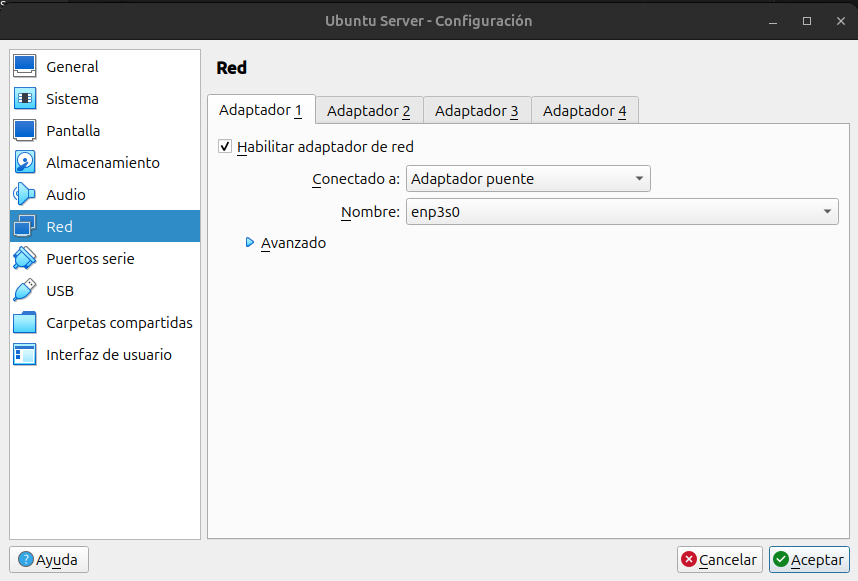 Ubuntu Server - Configuración
General
Sistema
Pantalla
Almacenamiento
Audio
Red
Puertos serie
USB
Carpetas compartidas
Interfaz de usuario
Red
Adaptador 1 Adaptador 2 Adaptador 3 Adaptador 4
Habilitar adaptador de red
Conectado a: Adaptador puente
Nombre: enp3s0
Avanzado
Ayuda Cancelar Aceptar